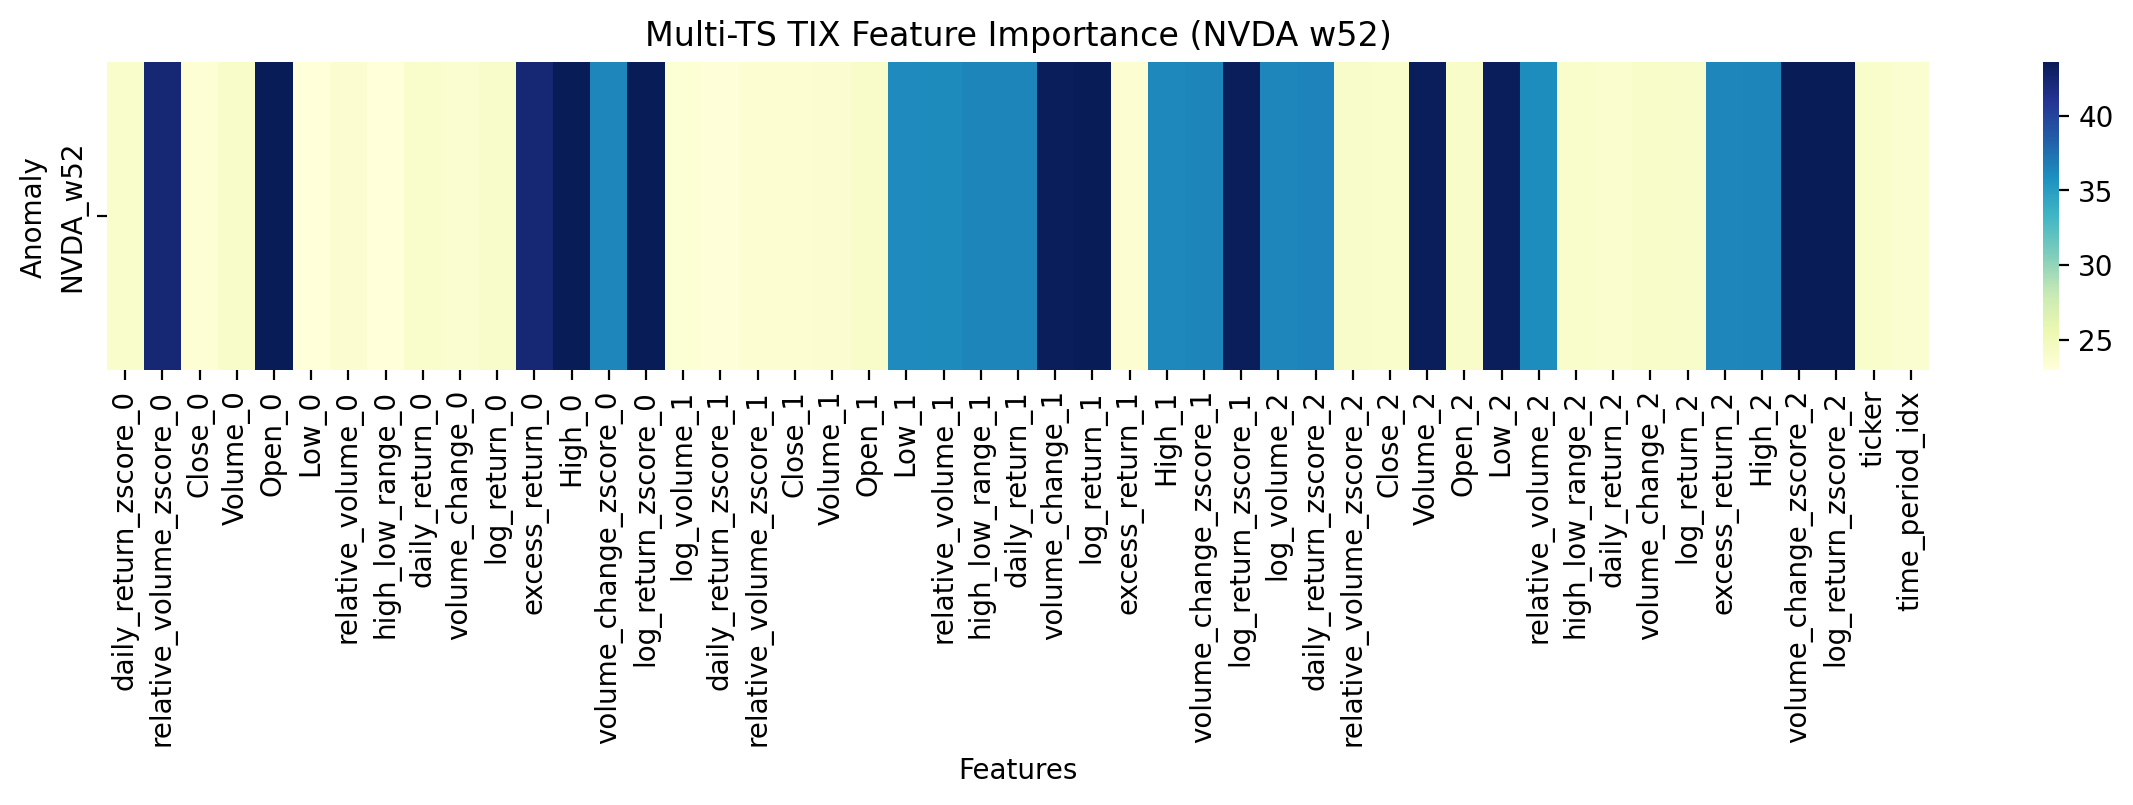 Multi-TS TIX Feature Importance (NVDA w52)
Anomaly
NVDA_w52
40
35
30
25
daily_return_zscore_0
relative_volume_zscore_0
Close_0
Volume_0
Open_0
Low_0
relative_volume_0
high_low_range_0
daily_return_0
volume_change_0
log_return_0
excess_return_0
High_0
volume_change_zscore_0
log_return_zscore_0
log_volume_1
daily_return_zscore_1
relative_volume_zscore_1
Close_1
Volume_1
Open_1
Low_1
relative_volume_1
high_low_range_1
daily_return_1
volume_change_1
log_return_1
excess_return_1
High_1
volume_change_zscore_1
log_return_zscore_1
log_volume_2
daily_return_zscore_2
relative_volume_zscore_2
Close_2
Volume_2
Open_2
Low_2
relative_volume_2
high_low_range_2
daily_return_2
volume_change_2
log_return_2
excess_return_2
High_2
volume_change_zscore_2
log_return_zscore_2
ticker
time_period_idx
Features